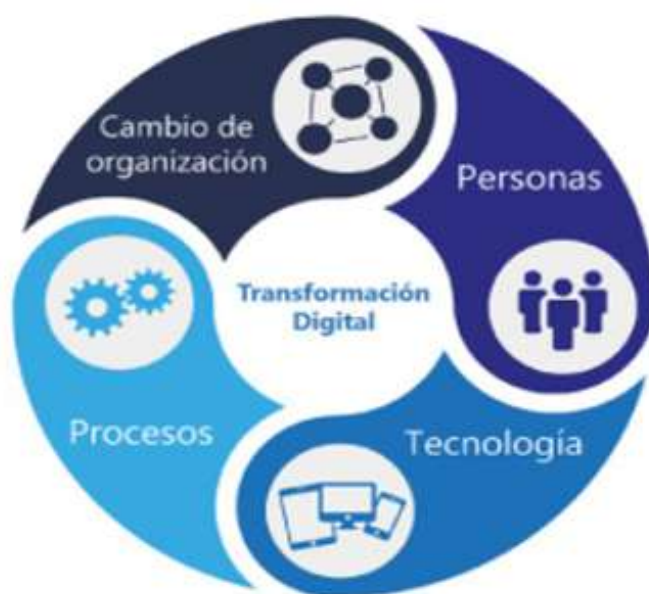 Cambio de
organización
Personas
Transformación
Digital
Procesos
Tecnología